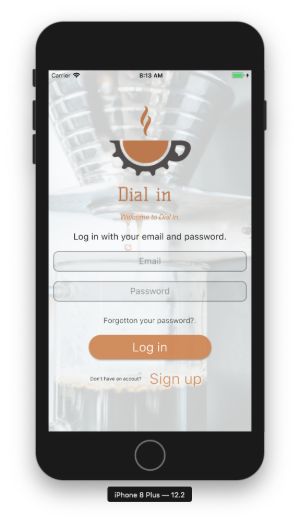 Carrier
8:13 AM
Dial in
Welcome to Dial in
Log in with your email and password.
Email
Password
Forgotton your password?
Log in
Don't have an accout?
Sign up
iPhone 8 Plus — 12.2